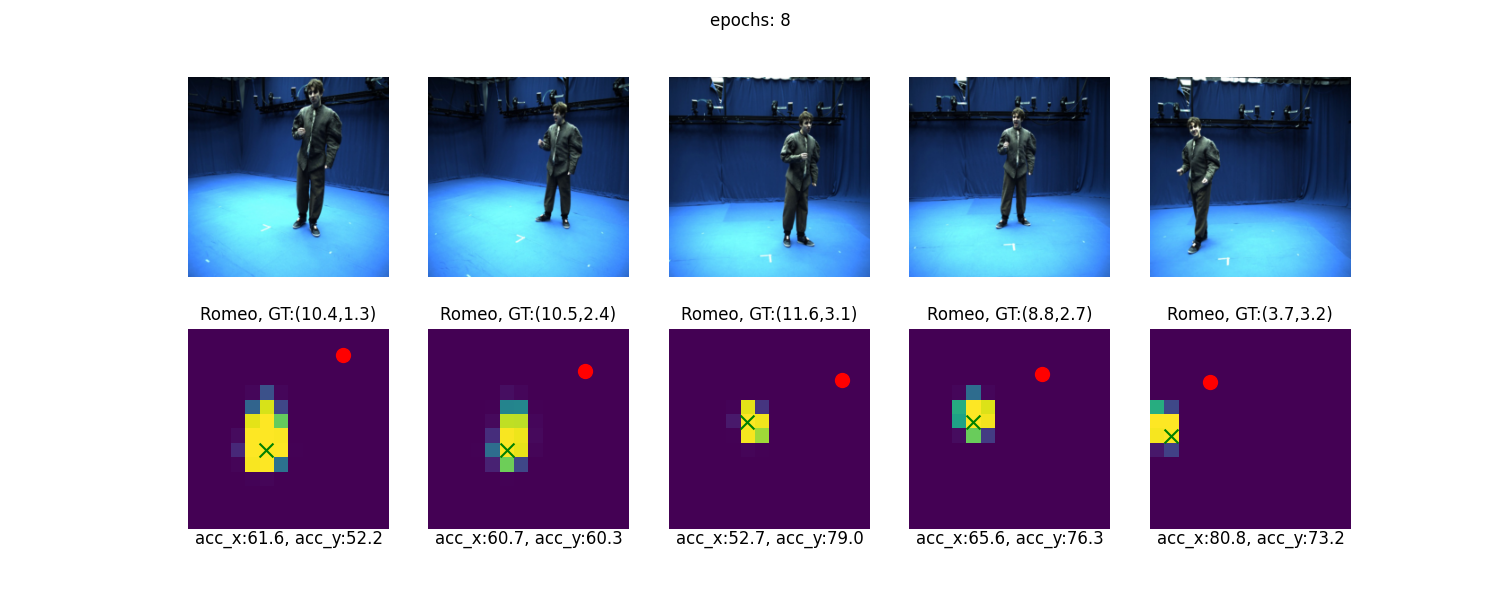 epochs: 8
Romeo, GT:(10.4,1.3)
Romeo, GT:(10.5,2.4)
Romeo, GT:(11.6,3.1)
Romeo, GT:(8.8,2.7)
Romeo, GT:(3.7,3.2)
acc_x:61.6, acc_y:52.2
acc_x:60.7, acc_y:60.3
acc_x:52.7, acc_y:79.0
acc_x:65.6, acc_y:76.3
acc_x:80.8, acc_y:73.2